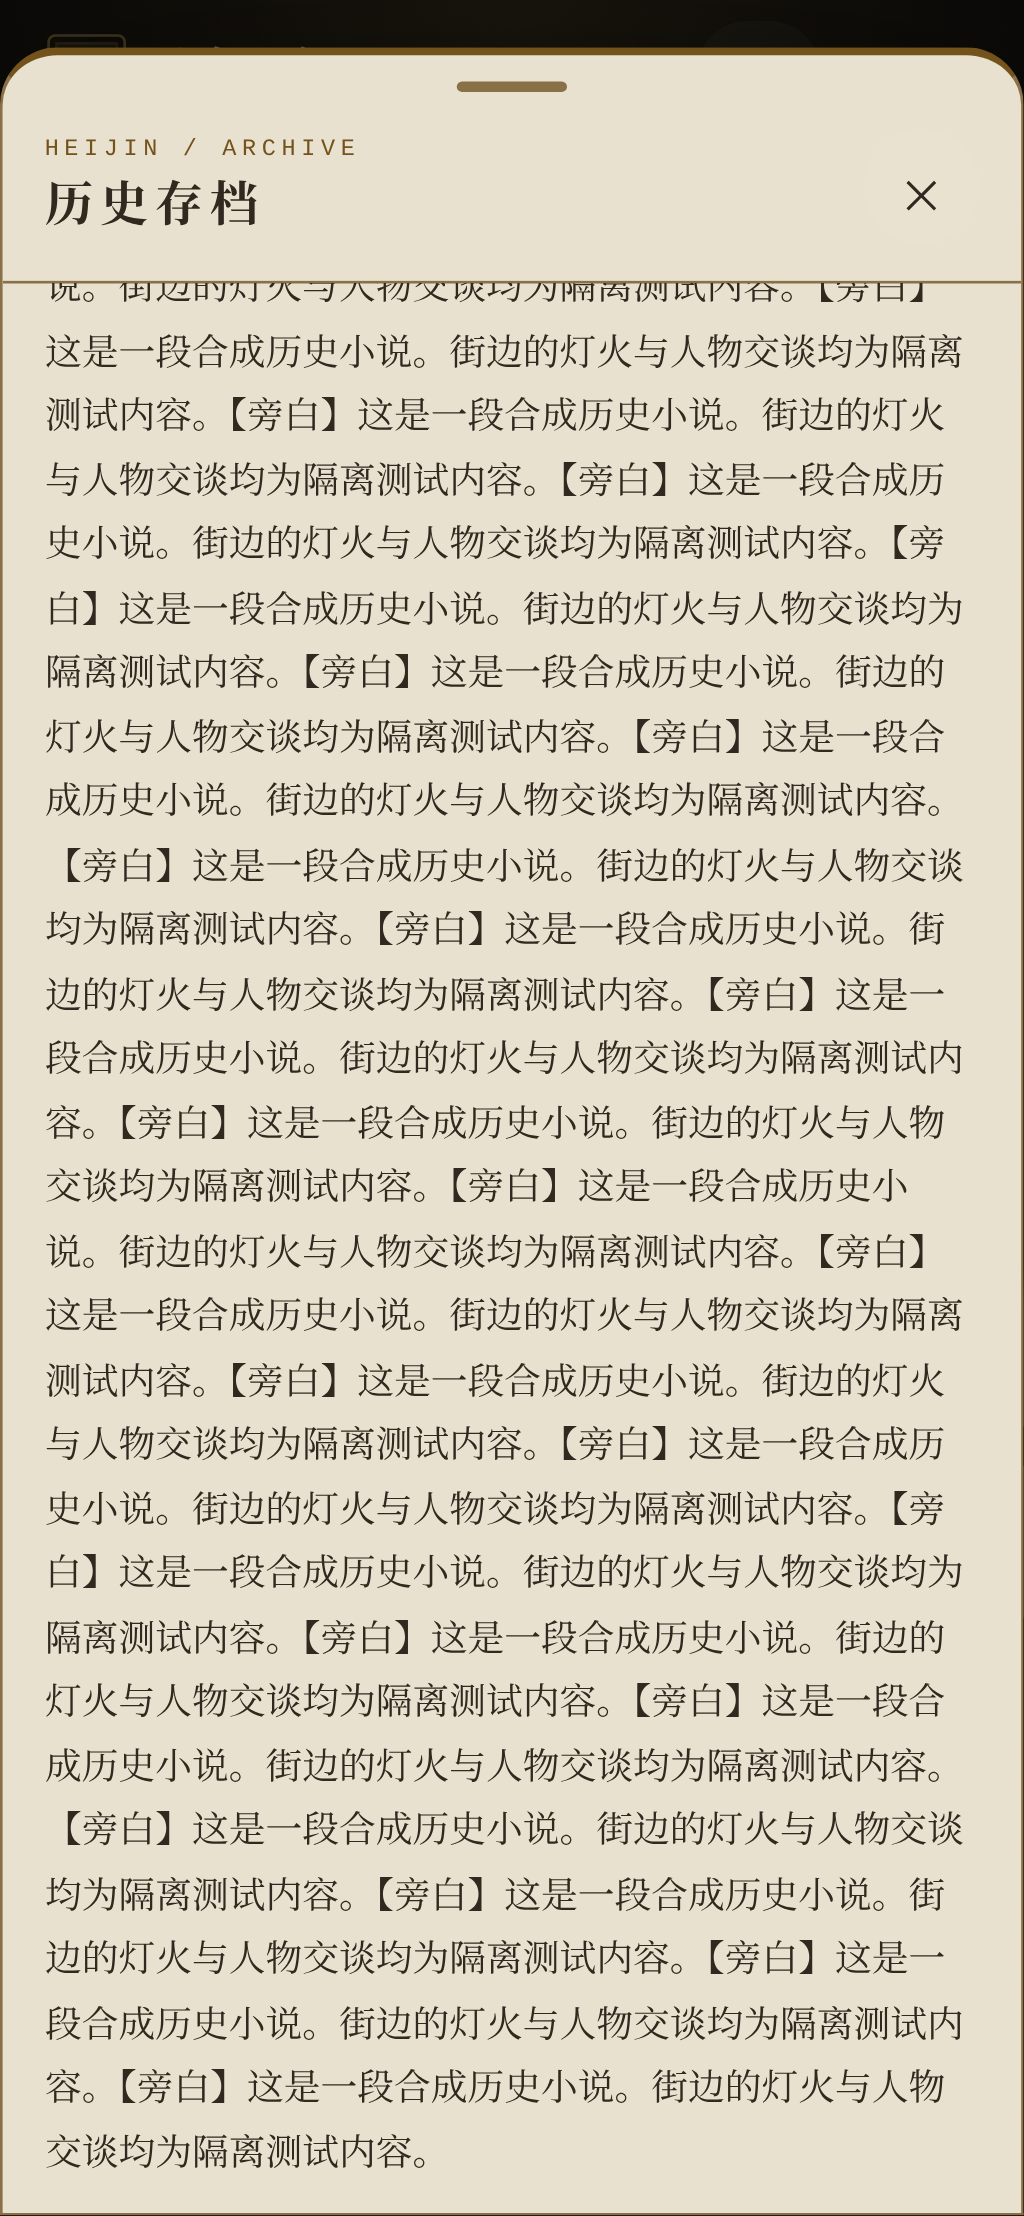 HEIJIN / ARCHIVE
历史存档
说。街边的灯火与人物交谈均为隔离测试内容。【旁白】
这是一段合成历史小说。街边的灯火与人物交谈均为隔离
测试内容。【旁白】这是一段合成历史小说。街边的灯火
与人物交谈均为隔离测试内容。【旁白】这是一段合成历
史小说。街边的灯火与人物交谈均为隔离测试内容。【旁
白】这是一段合成历史小说。街边的灯火与人物交谈均为
隔离测试内容。【旁白】这是一段合成历史小说。街边的
灯火与人物交谈均为隔离测试内容。【旁白】这是一段合
成历史小说。街边的灯火与人物交谈均为隔离测试内容。
【旁白】这是一段合成历史小说。街边的灯火与人物交谈
均为隔离测试内容。【旁白】这是一段合成历史小说。街
边的灯火与人物交谈均为隔离测试内容。【旁白】这是一
段合成历史小说。街边的灯火与人物交谈均为隔离测试内
容。【旁白】这是一段合成历史小说。街边的灯火与人物
交谈均为隔离测试内容。【旁白】这是一段合成历史小
说。街边的灯火与人物交谈均为隔离测试内容。【旁白】
这是一段合成历史小说。街边的灯火与人物交谈均为隔离
测试内容。【旁白】这是一段合成历史小说。街边的灯火
与人物交谈均为隔离测试内容。【旁白】这是一段合成历
史小说。街边的灯火与人物交谈均为隔离测试内容。【旁
白】这是一段合成历史小说。街边的灯火与人物交谈均为
隔离测试内容。【旁白】这是一段合成历史小说。街边的
灯火与人物交谈均为隔离测试内容。【旁白】这是一段合
成历史小说。街边的灯火与人物交谈均为隔离测试内容。
【旁白】这是一段合成历史小说。街边的灯火与人物交谈
均为隔离测试内容。【旁白】这是一段合成历史小说。街
边的灯火与人物交谈均为隔离测试内容。【旁白】这是一
段合成历史小说。街边的灯火与人物交谈均为隔离测试内
容。【旁白】这是一段合成历史小说。街边的灯火与人物
交谈均为隔离测试内容。